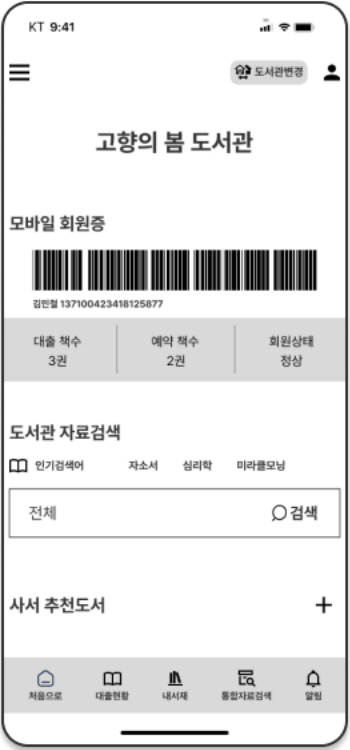 KT 9:41
도서관변경
고향의 봄 도서관
모바일 회원증
김민철 137100423418125877
대출 책수 예약 책수 회원상태
3권 2권 정상
도서관 자료검색
인기검색어 자소서 심리학 미라클모닝
전체 검색
사서 추천도서
처음으로 대출현황 내서재 통합자료검색 알림